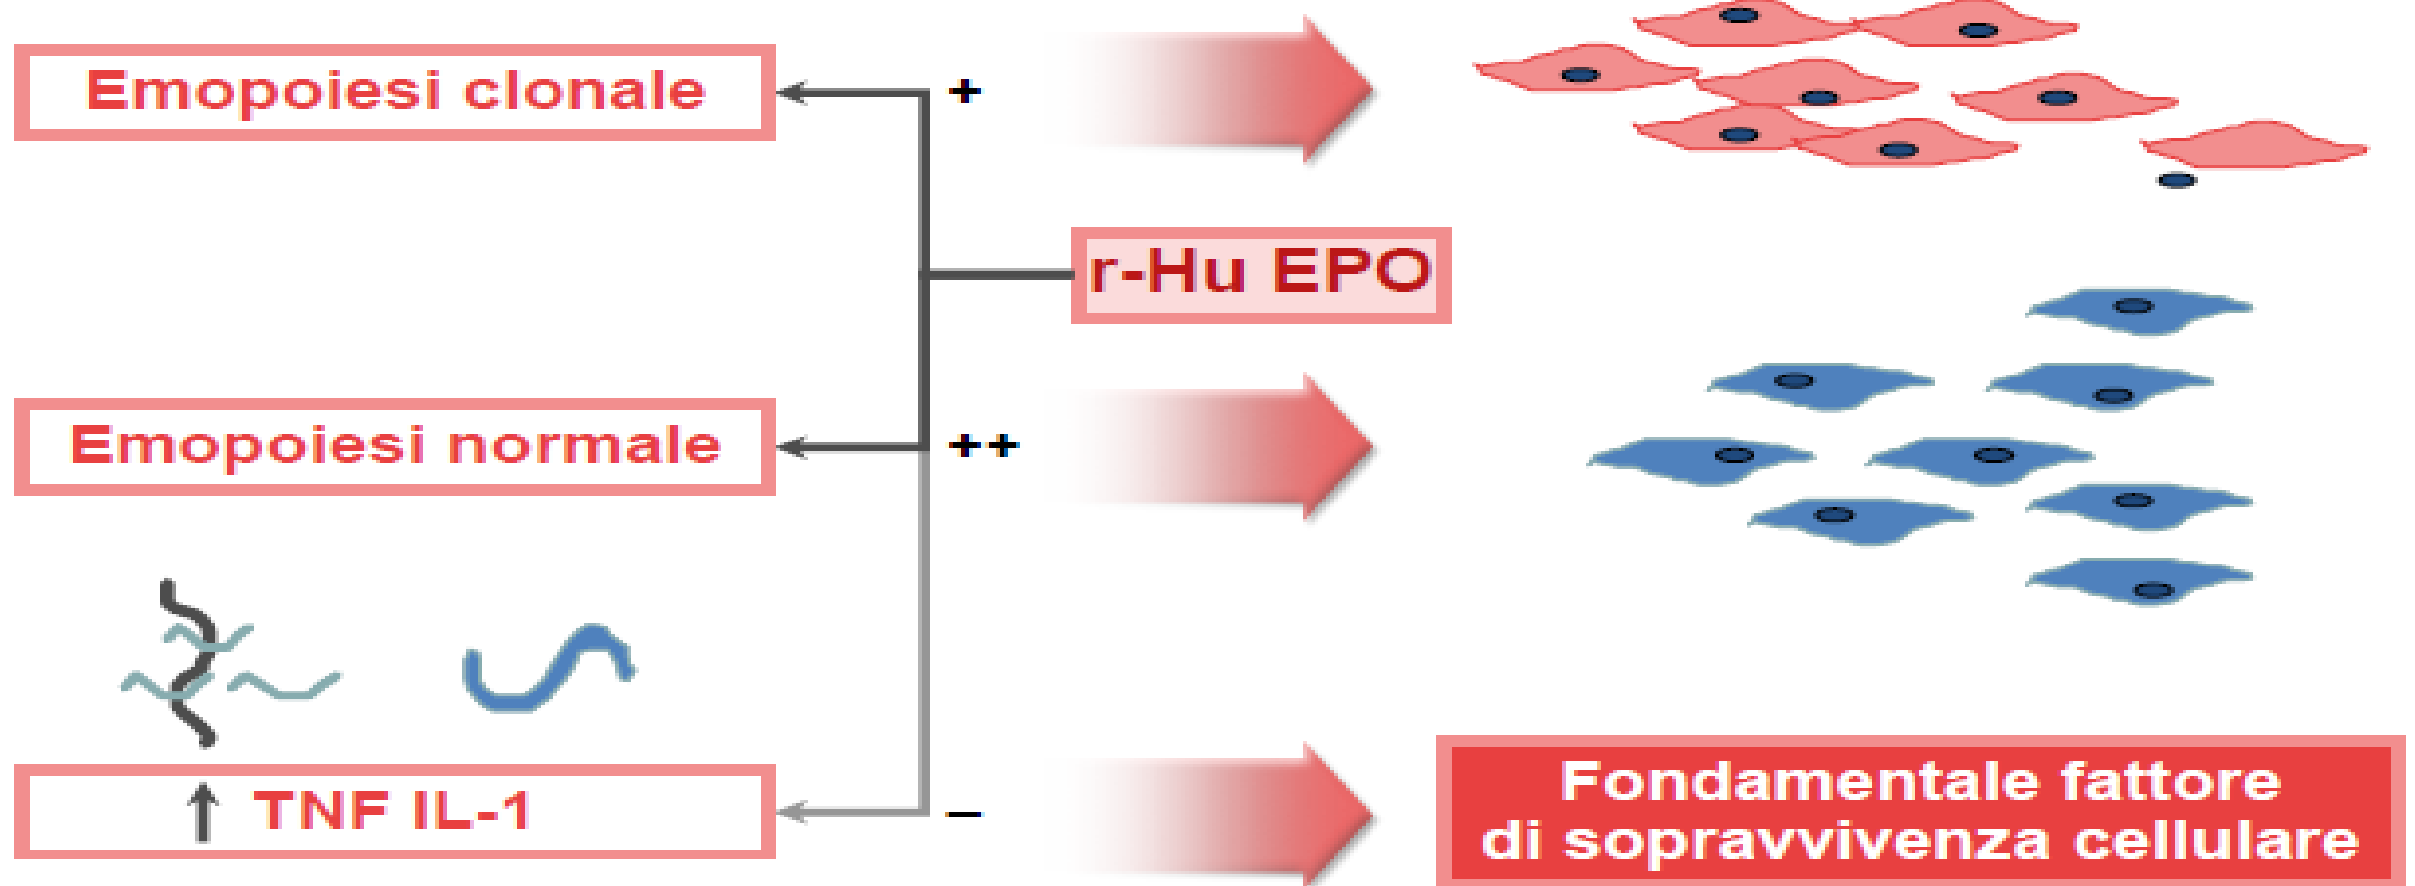 Emopoiesi clonale
+
r-Hu EPO
Emopoiesi normale
++
↑ TNF IL-1
–
Fondamentale fattore
di sopravvivenza cellulare